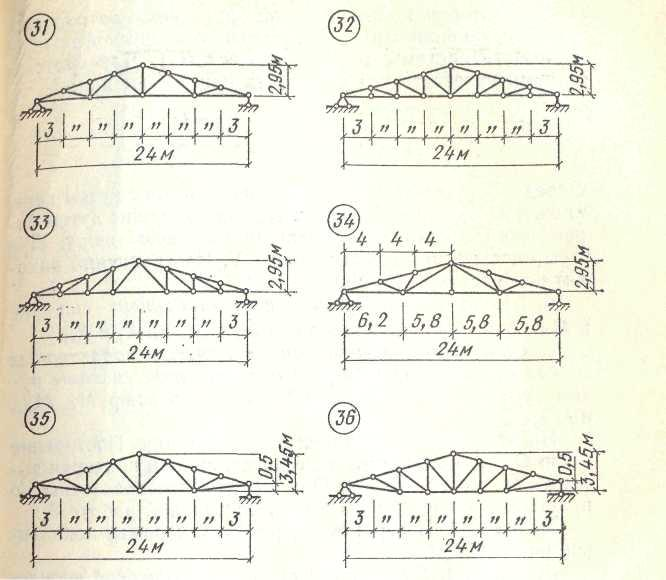 31
2,95м
3 " " " " " " 3
24м
32
2,95м
3 " " " " " " 3
24м
33
2,95м
3 " " " " " " 3
24м
34
4 4 4
2,95м
6,2 5,8 5,8 5,8
24м
35
0,5
3,45м
3 " " " " " " 3
24м
36
0,5
3,45м
3 " " " " " " 3
24м